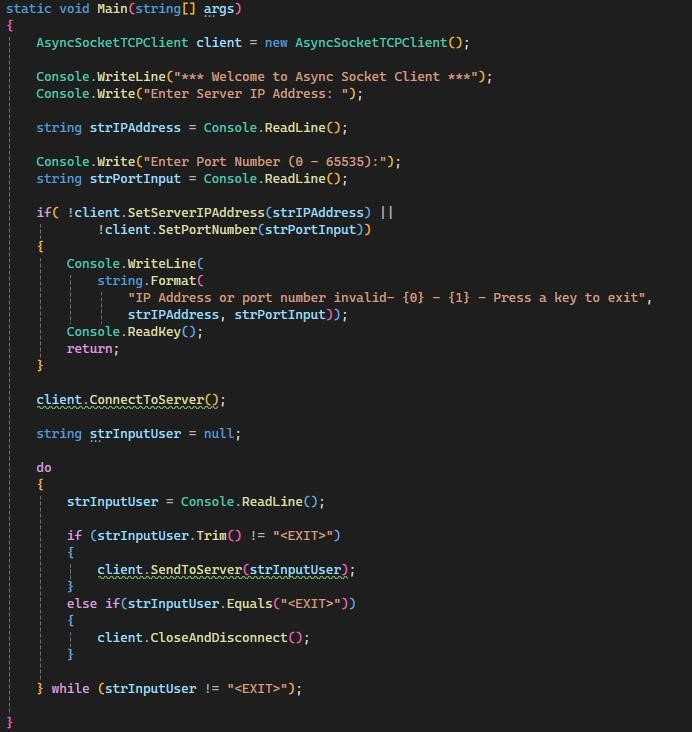 static void Main(string[] args)
{
AsyncSocketTCPClient client = new AsyncSocketTCPClient();
Console.WriteLine("*** Welcome to Async Socket Client ***");
Console.Write("Enter Server IP Address: ");
string strIPAddress = Console.ReadLine();
Console.Write("Enter Port Number (0 - 65535):");
string strPortInput = Console.ReadLine();
if( !client.SetServerIPAddress(strIPAddress) ||
!client.SetPortNumber(strPortInput))
{
Console.WriteLine(
string.Format(
"IP Address or port number invalid- {0} - {1} - Press a key to exit",
strIPAddress, strPortInput));
Console.ReadKey();
return;
}
client.ConnectToServer();
string strInputUser = null;
do
{
strInputUser = Console.ReadLine();
if (strInputUser.Trim() != "<EXIT>")
{
client.SendToServer(strInputUser);
}
else if(strInputUser.Equals("<EXIT>"))
{
client.CloseAndDisconnect();
}
} while (strInputUser != "<EXIT>");
}